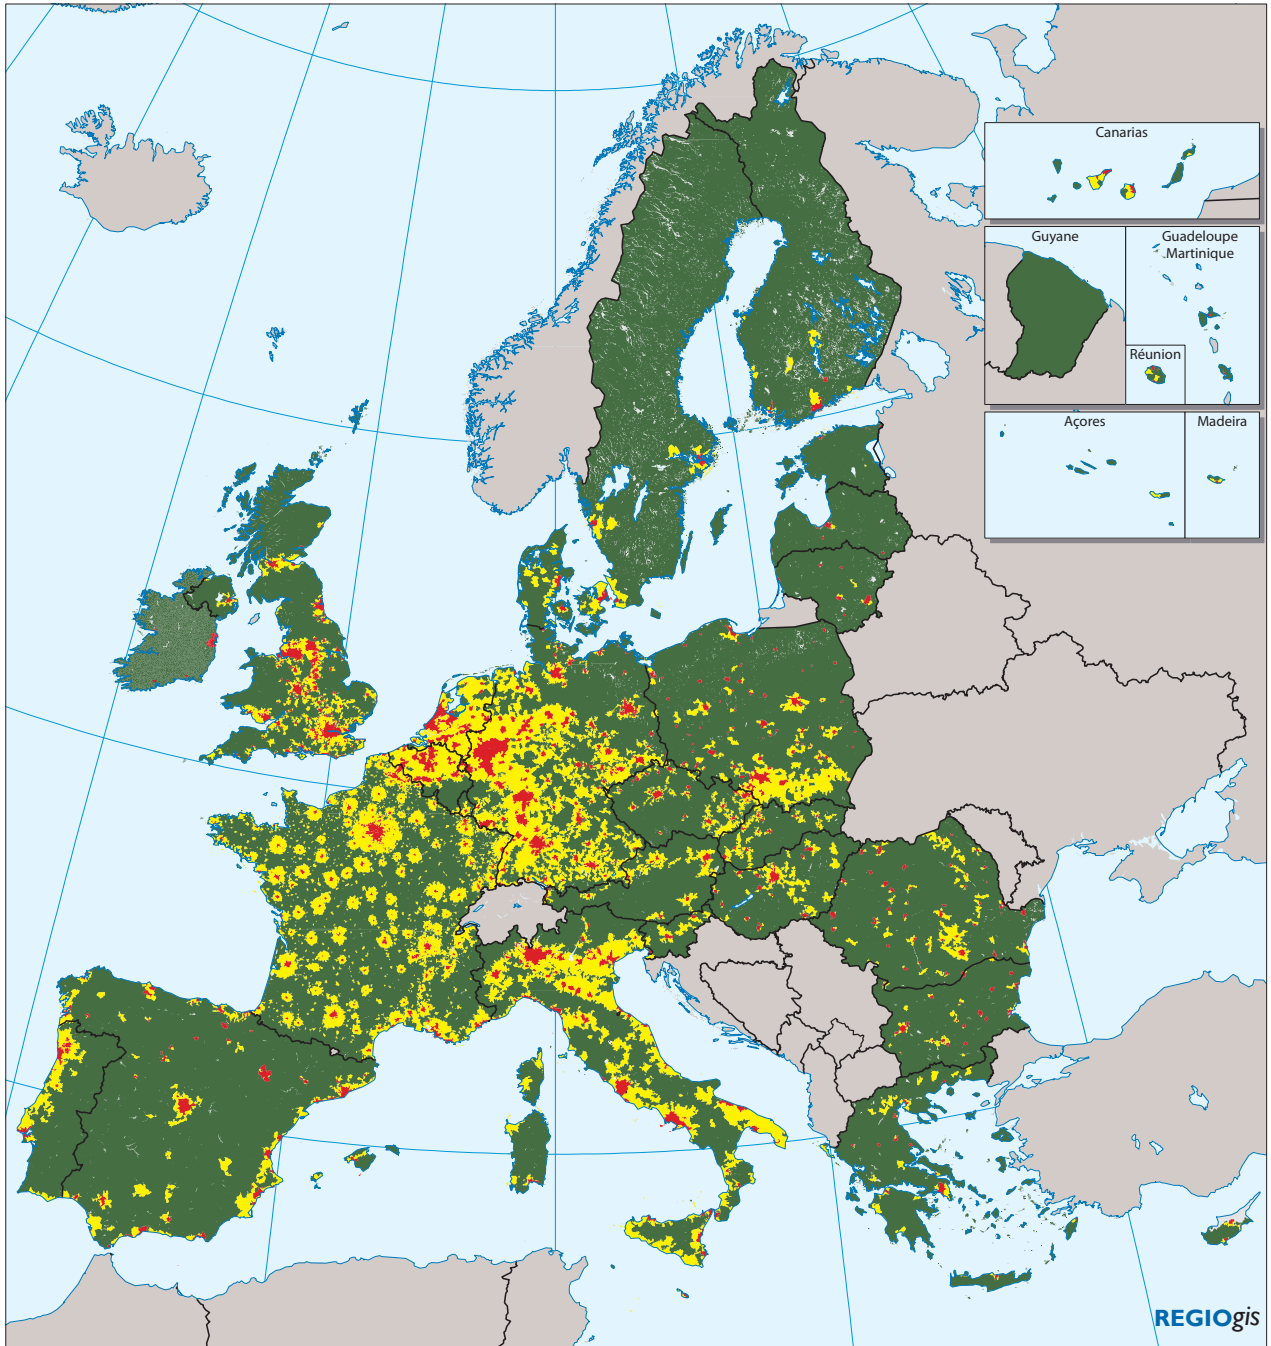 Canarias
Guyane
Guadeloupe
Martinique
Réunion
Açores
Madeira
REGIOgis